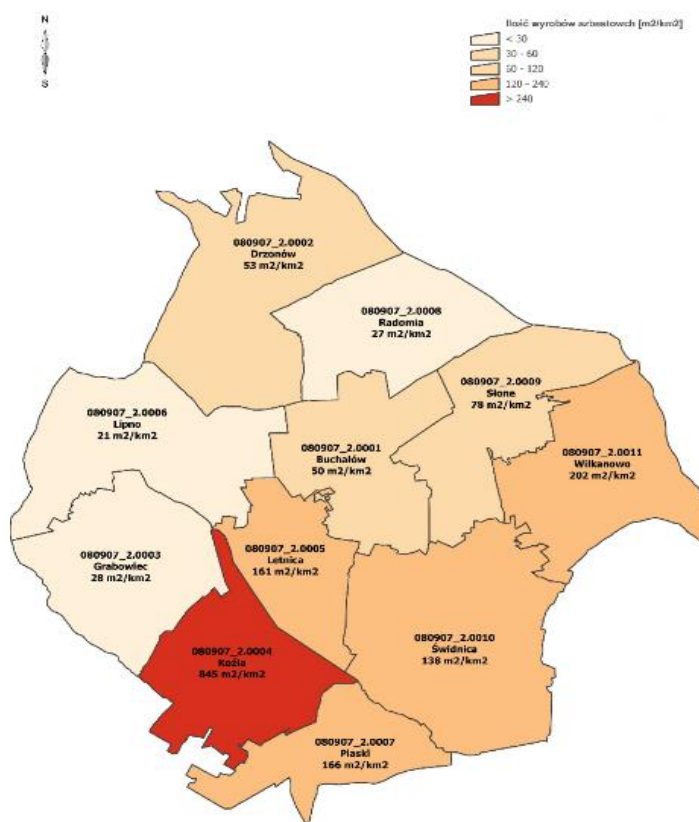 N
S
Ilość wyrobów azbestowch [m2/km2]
< 30
30 - 60
60 - 120
120 - 240
> 240
080907_2.0002
Drzonów
53 m2/km2
080907_2.0008
Radomia
27 m2/km2
080907_2.0009
Słone
78 m2/km2
080907_2.0006
Lipno
21 m2/km2
080907_2.0001
Buchałów
50 m2/km2
080907_2.0011
Wilkanowo
202 m2/km2
080907_2.0003
Grabowiec
28 m2/km2
080907_2.0005
Letnica
161 m2/km2
080907_2.0010
Świdnica
138 m2/km2
080907_2.0004
Koźla
845 m2/km2
080907_2.0007
Piaski
166 m2/km2